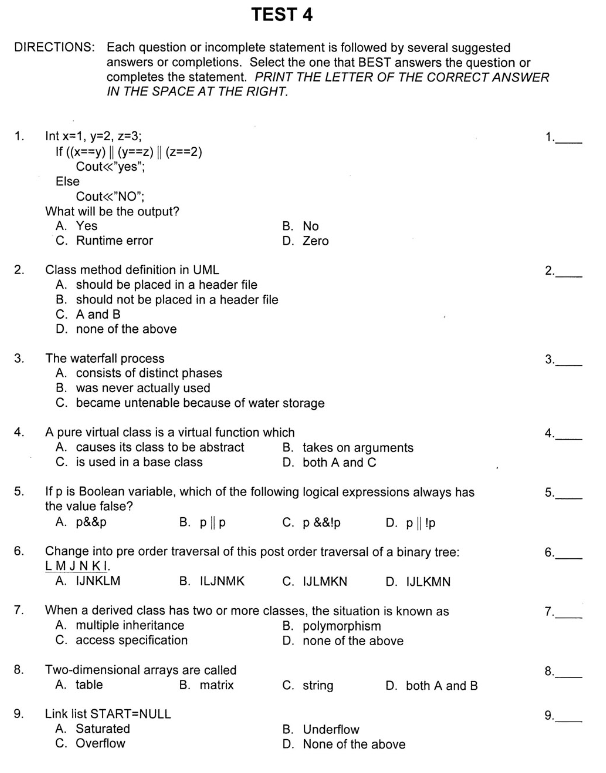 TEST 4
DIRECTIONS: Each question or incomplete statement is followed by several suggested
answers or completions. Select the one that BEST answers the question or
completes the statement. PRINT THE LETTER OF THE CORRECT ANSWER
IN THE SPACE AT THE RIGHT.
1. Int x=1, y=2, z=3; 1.____
If ((x==y) || (y==z) || (z==2)
Cout<<"yes";
Else
Cout<<"NO";
What will be the output?
A. Yes B. No
C. Runtime error D. Zero
2. Class method definition in UML 2.____
A. should be placed in a header file
B. should not be placed in a header file
C. A and B
D. none of the above
3. The waterfall process 3.____
A. consists of distinct phases
B. was never actually used
C. became untenable because of water storage
4. A pure virtual class is a virtual function which 4.____
A. causes its class to be abstract B. takes on arguments
C. is used in a base class D. both A and C
5. If p is Boolean variable, which of the following logical expressions always has 5.____
the value false?
A. p&&p B. p || p C. p &&!p D. p || !p
6. Change into pre order traversal of this post order traversal of a binary tree: 6.____
L M J N K I.
A. IJNKLM B. ILJNMK C. IJLMKN D. IJLKMN
7. When a derived class has two or more classes, the situation is known as 7.____
A. multiple inheritance B. polymorphism
C. access specification D. none of the above
8. Two-dimensional arrays are called 8.____
A. table B. matrix C. string D. both A and B
9. Link list START=NULL 9.____
A. Saturated B. Underflow
C. Overflow D. None of the above